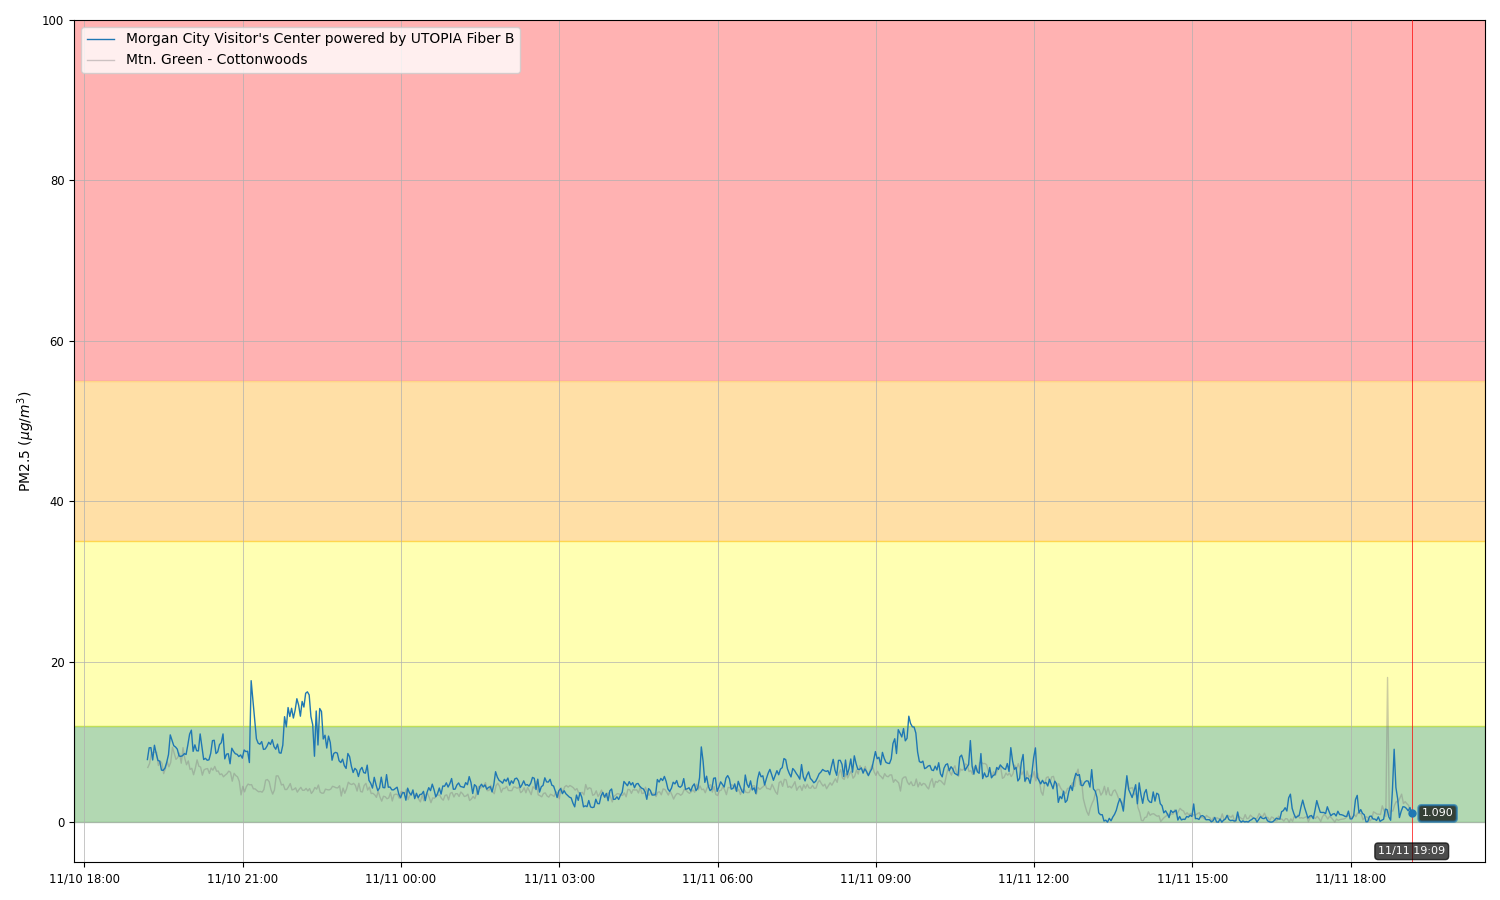 100
Morgan City Visitor's Center powered by UTOPIA Fiber B
Mtn. Green - Cottonwoods
80
60
PM2.5 (μg/m³)
40
20
0
1.090
11/11 19:09
11/10 18:00 11/10 21:00 11/11 00:00 11/11 03:00 11/11 06:00 11/11 09:00 11/11 12:00 11/11 15:00 11/11 18:00